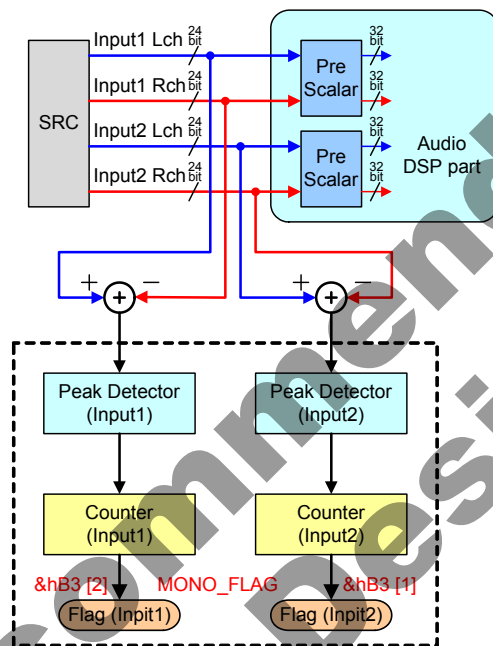 Input1 Lch 24 bit
32 bit
Input1 Rch 24 bit
32 bit
Input2 Lch 24 bit
32 bit
Input2 Rch 24 bit
32 bit
SRC
Pre Scalar
Pre Scalar
Audio
DSP part
+ −
+ −
+
+
Peak Detector
(Input1)
Peak Detector
(Input2)
Counter
(Input1)
Counter
(Input2)
&hB3 [2] MONO_FLAG &hB3 [1]
Flag (Inpit1)
Flag (Inpit2)
commend
Desi